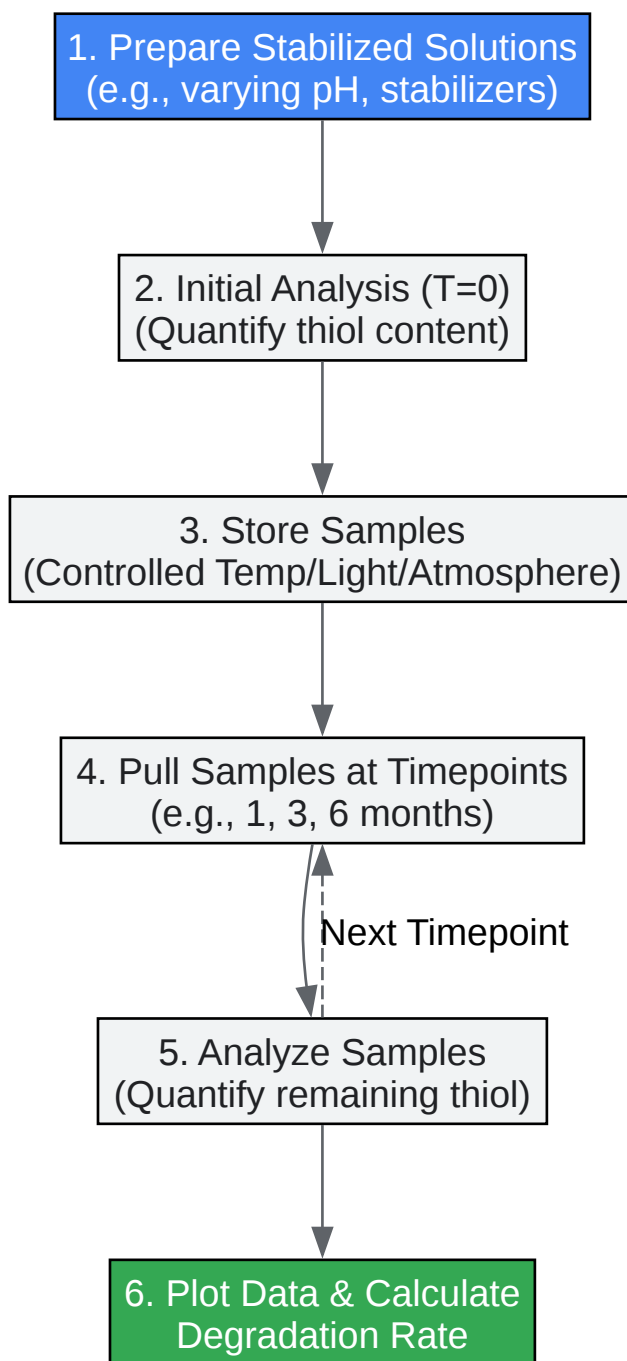 1. Prepare Stabilized Solutions
(e.g., varying pH, stabilizers)
2. Initial Analysis (T=0)
(Quantify thiol content)
3. Store Samples
(Controlled Temp/Light/Atmosphere)
4. Pull Samples at Timepoints
(e.g., 1, 3, 6 months)
Next Timepoint
5. Analyze Samples
(Quantify remaining thiol)
6. Plot Data & Calculate
Degradation Rate